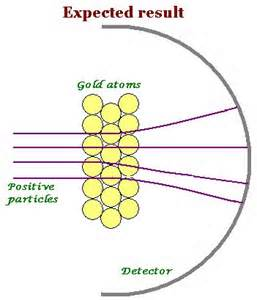 Expected result
Gold atoms
Positive
particles
Detector